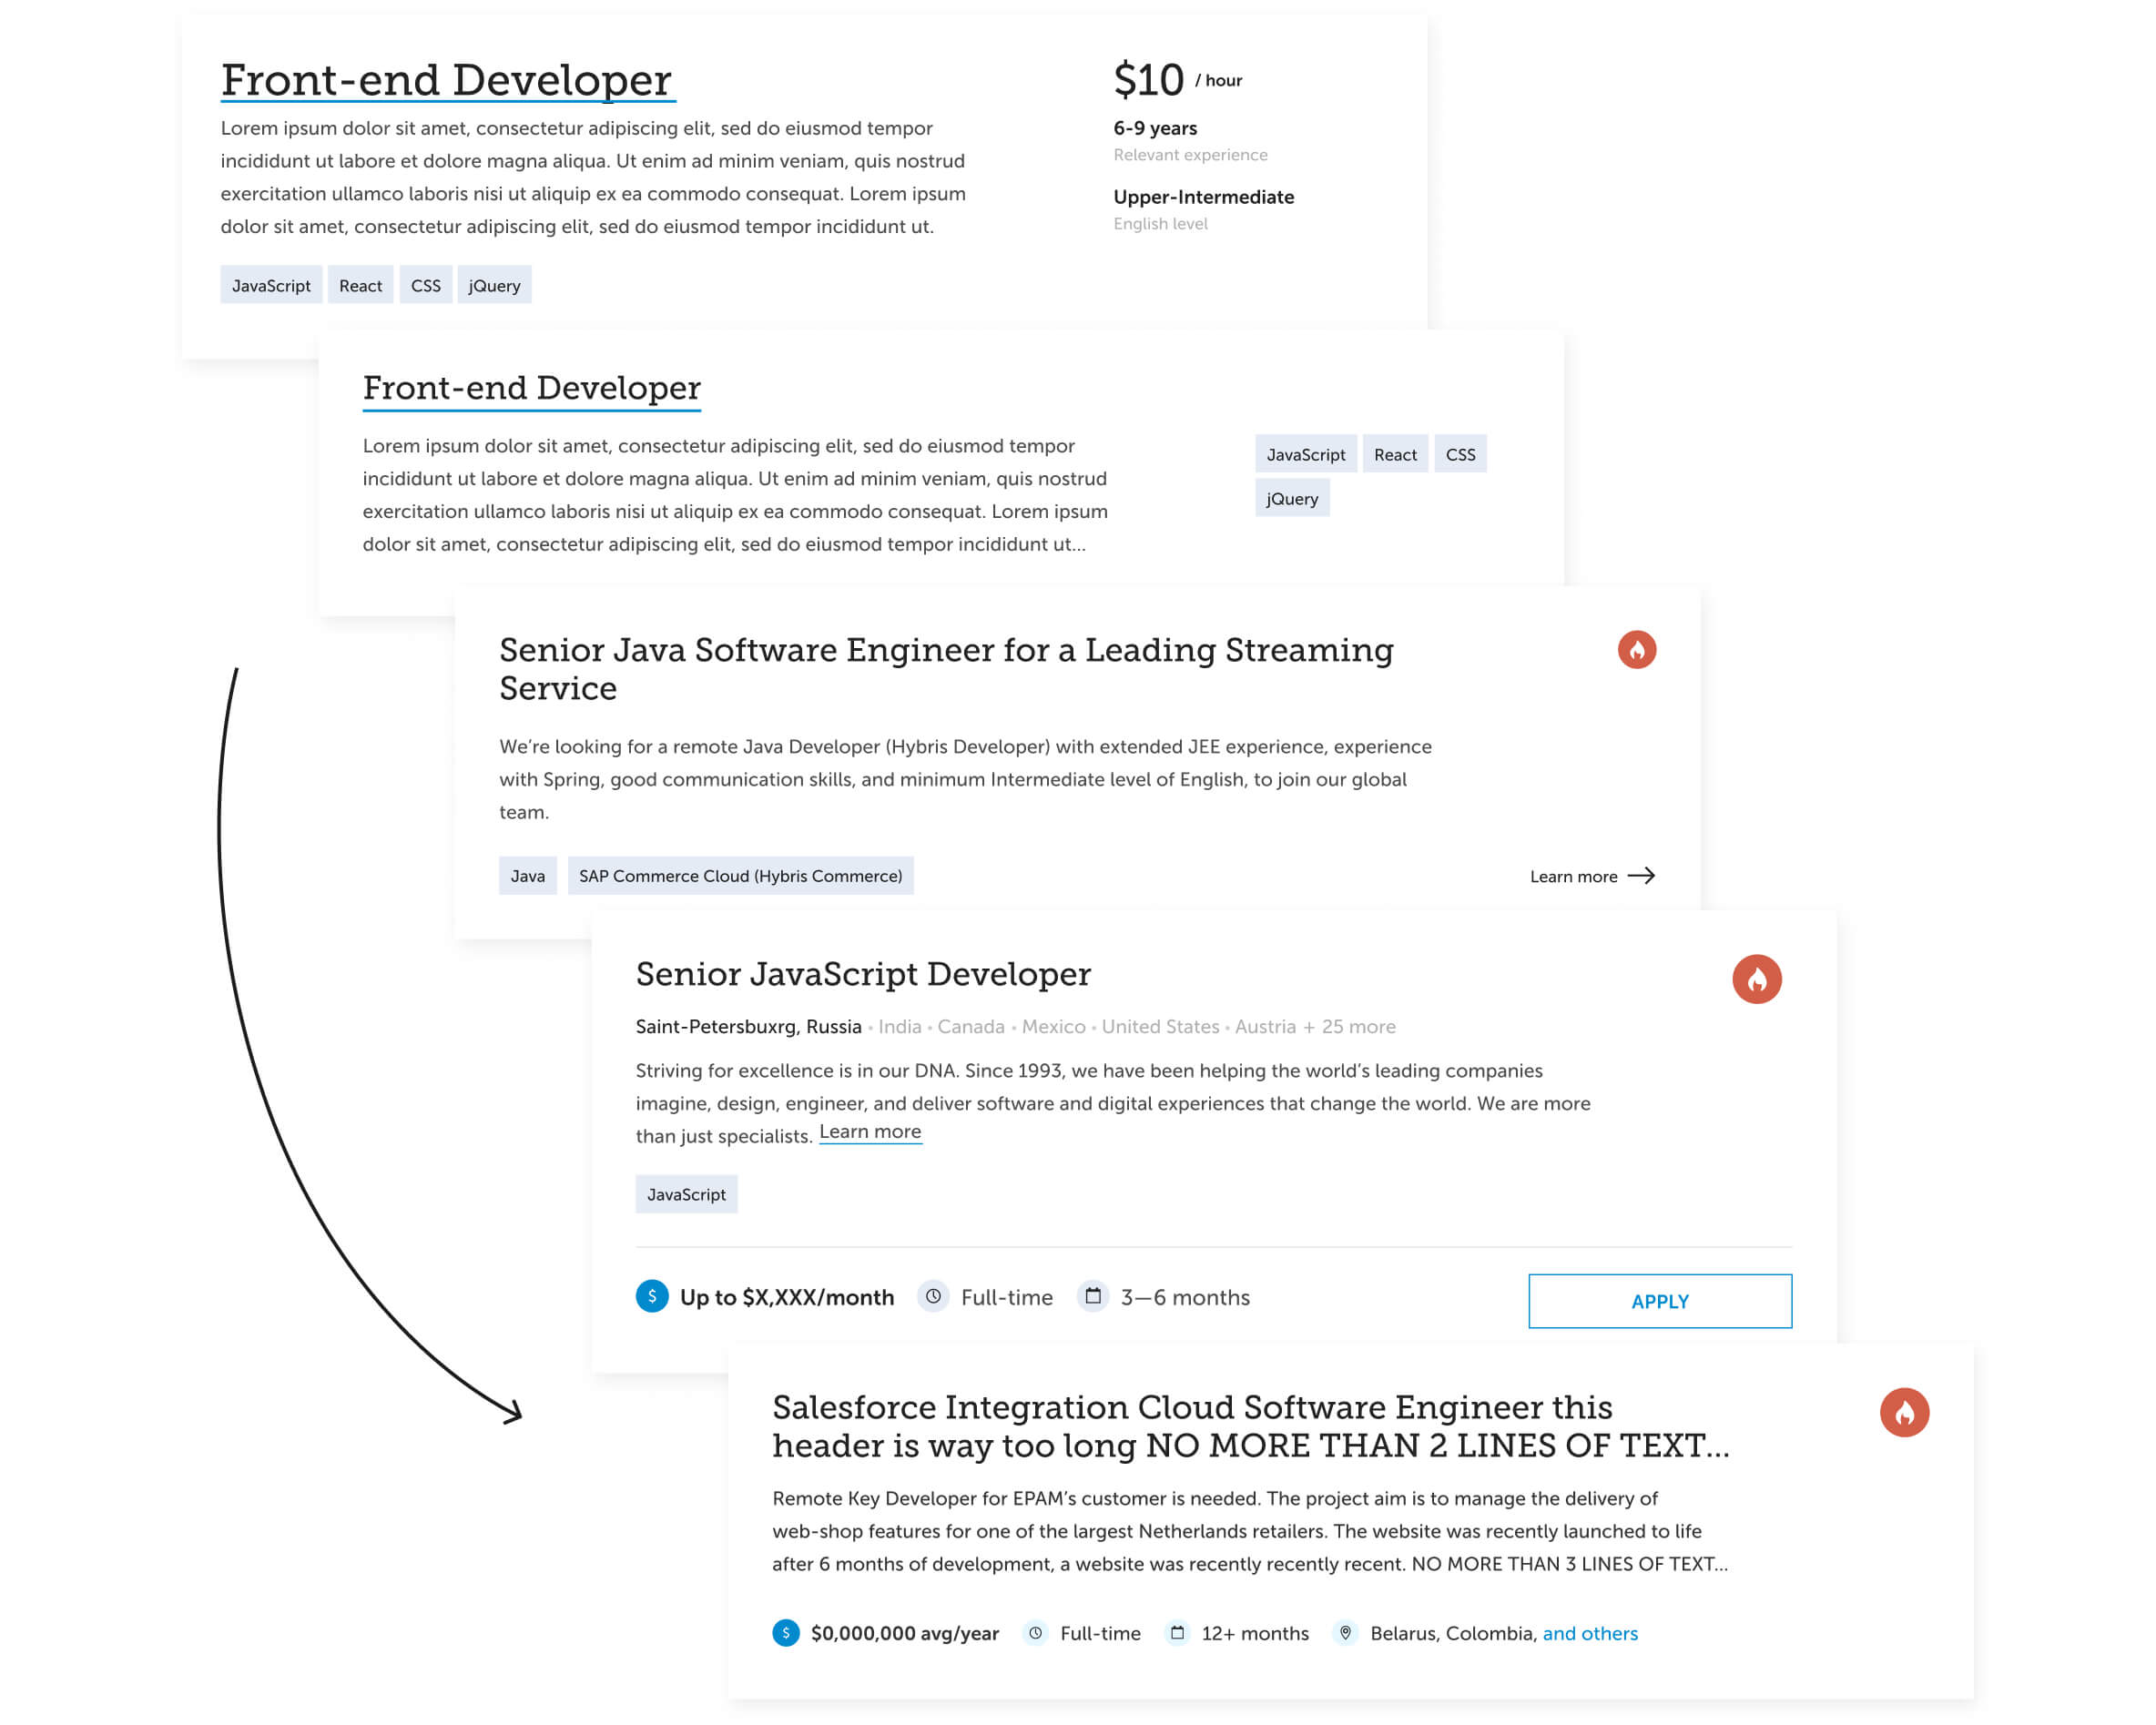 Front-end Developer
$10 / hour
Lorem ipsum dolor sit amet, consectetur adipiscing elit, sed do eiusmod tempor
incididunt ut labore et dolore magna aliqua. Ut enim ad minim veniam, quis nostrud
exercitation ullamco laboris nisi ut aliquip ex ea commodo consequat. Lorem ipsum
dolor sit amet, consectetur adipiscing elit, sed do eiusmod tempor incididunt ut.
6-9 years
Relevant experience
Upper-Intermediate
English level
JavaScript React CSS jQuery
Front-end Developer
Lorem ipsum dolor sit amet, consectetur adipiscing elit, sed do eiusmod tempor
incididunt ut labore et dolore magna aliqua. Ut enim ad minim veniam, quis nostrud
exercitation ullamco laboris nisi ut aliquip ex ea commodo consequat. Lorem ipsum
dolor sit amet, consectetur adipiscing elit, sed do eiusmod tempor incididunt ut...
JavaScript React CSS
jQuery
Senior Java Software Engineer for a Leading Streaming
Service
We're looking for a remote Java Developer (Hybris Developer) with extended JEE experience, experience
with Spring, good communication skills, and minimum Intermediate level of English, to join our global
team.
Java SAP Commerce Cloud (Hybris Commerce)
Learn more →
Senior JavaScript Developer
Saint-Petersbuxrg, Russia • India • Canada • Mexico • United States • Austria + 25 more
Striving for excellence is in our DNA. Since 1993, we have been helping the world's leading companies
imagine, design, engineer, and deliver software and digital experiences that change the world. We are more
than just specialists. Learn more
JavaScript
$ Up to $X,XXX/month Full-time 3—6 months
APPLY
Salesforce Integration Cloud Software Engineer this
header is way too long NO MORE THAN 2 LINES OF TEXT...
Remote Key Developer for EPAM's customer is needed. The project aim is to manage the delivery of
web-shop features for one of the largest Netherlands retailers. The website was recently launched to life
after 6 months of development, a website was recently recently recent. NO MORE THAN 3 LINES OF TEXT...
$ $0,000,000 avg/year Full-time 12+ months Belarus, Colombia, and others